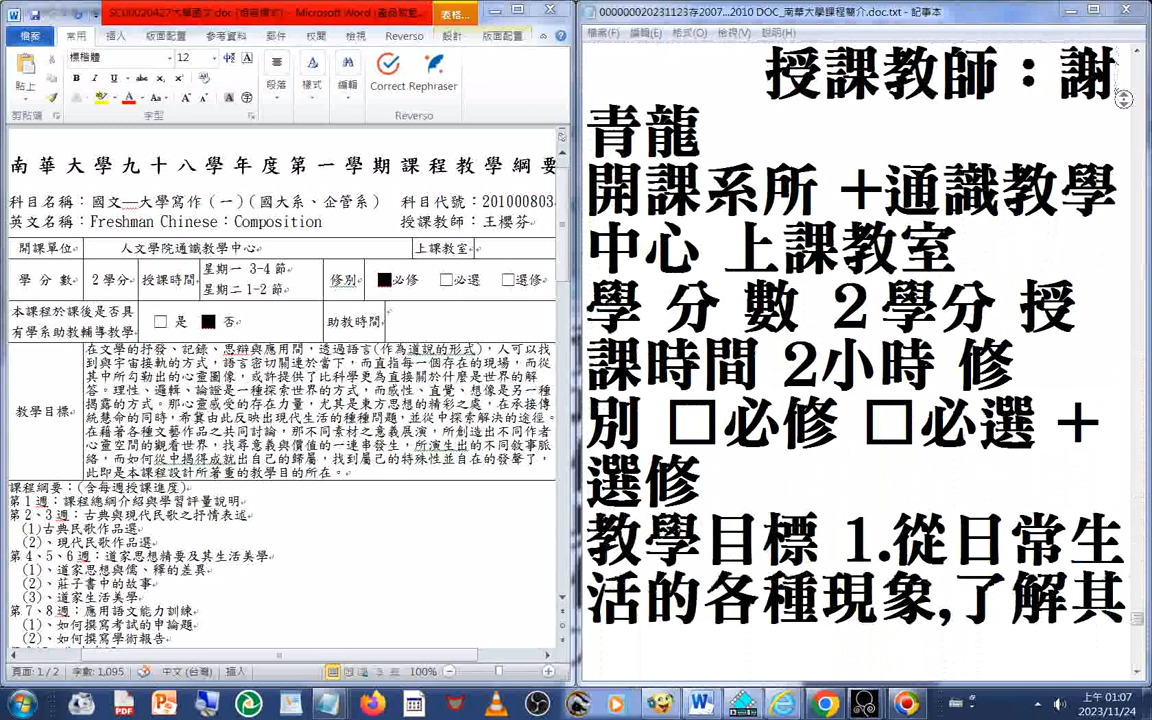 SC000020427大學國文.doc [相容模式] - Microsoft Word (產品啟動...
表格...
檔案 常用 插入 版面配置 參考資料 郵件 校閱 檢視 Reverso 設計 版面配置
貼上
標楷體 12
段落 樣式 編輯 Correct Rephraser
剪貼簿 字型 Reverso
南華大學九十八學年度第一學期課程教學綱要
科目名稱：國文—大學寫作（一）(國大系、企管系) 科目代號：201000803
英文名稱：Freshman Chinese：Composition 授課教師：王櫻芬
開課單位 人文學院通識教學中心 上課教室
學 分 數 2學分 授課時間 星期一 3-4節 修別 ■必修 □必選 □選修
星期二1-2節
本課程於課後是否具
有學系助教輔導教學 □是 ■否 助教時間
教學目標
在文學的抒發、記錄、思辯與應用間，透過語言(作為道說的形式)，人可以找
到與宇宙接軌的方式，語言密切關連於當下，而直指每一個存在的現場，而從
其中所勾勒出的心靈圖像，或許提供了比科學更為直接關於什麼是世界的解
答。理性、邏輯、論證是一種探索世界的方式，而感性、直覺、想像是另一種
揭露的方式。那心靈感受的存在力量，尤其是東方思想的精彩之處，在承接傳
統慧命的同時，希冀由此反映出現代生活的種種問題，並從中探索解決的途徑。
在藉著各種文藝作品之共同討論，那不同素材之意義展演，所創造出不同作者
心靈空間的觀看世界，找尋意義與價值的一連串發生，所演生出的不同敘事脈
絡，而如何從中揭得成就出自己的歸屬，找到屬己的特殊性並自在的發聲了，
此即是本課程設計所著重的教學目的所在。
課程綱要：(含每週授課進度)
第1週：課程總綱介紹與學習評量說明
第2、3週：古典與現代民歌之抒情表述
(1)古典民歌作品選
(2)、現代民歌作品選
第4、5、6週：道家思想精要及其生活美學
(1)、道家思想與儒、釋的差異
(2)、莊子書中的故事
(3)、道家生活美學
第7、8週：應用語文能力訓練
(1)、如何撰寫考試的申論題
(2)、如何撰寫學術報告
頁面：1/2 字數：1,095 中文(台灣) 插入 100%
000000020231123存2007...2010 DOC_南華大學課程簡介.doc.txt - 記事本
檔案(F) 編輯(E) 格式(O) 檢視(V) 說明(H)
授課教師：謝
青龍
開課系所 +通識教學
中心 上課教室
學 分 數 2學分 授
課時間 2小時 修
別 □必修 □必選 +
選修
教學目標 1.從日常生
活的各種現象,了解其
上午 01:07
2023/11/24